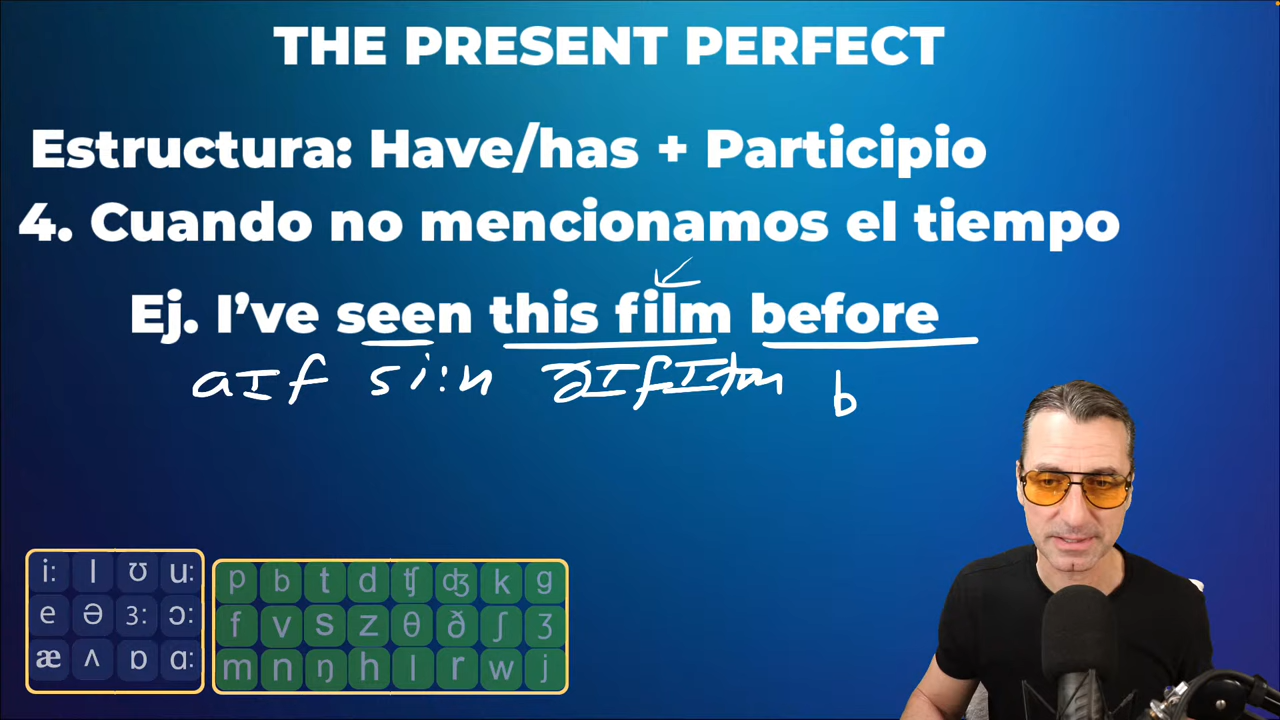 THE PRESENT PERFECT
Estructura: Have/has + Participio
4. Cuando no mencionamos el tiempo
Ej. I've seen this film before
aɪf si:n b
i: I ʊ u:
e ə ɜ: ɔ:
æ ʌ ɒ ɑ:
p b t d ʧ ʤ k g
f v s z θ ð ʃ ʒ
m n ŋ h l r w j